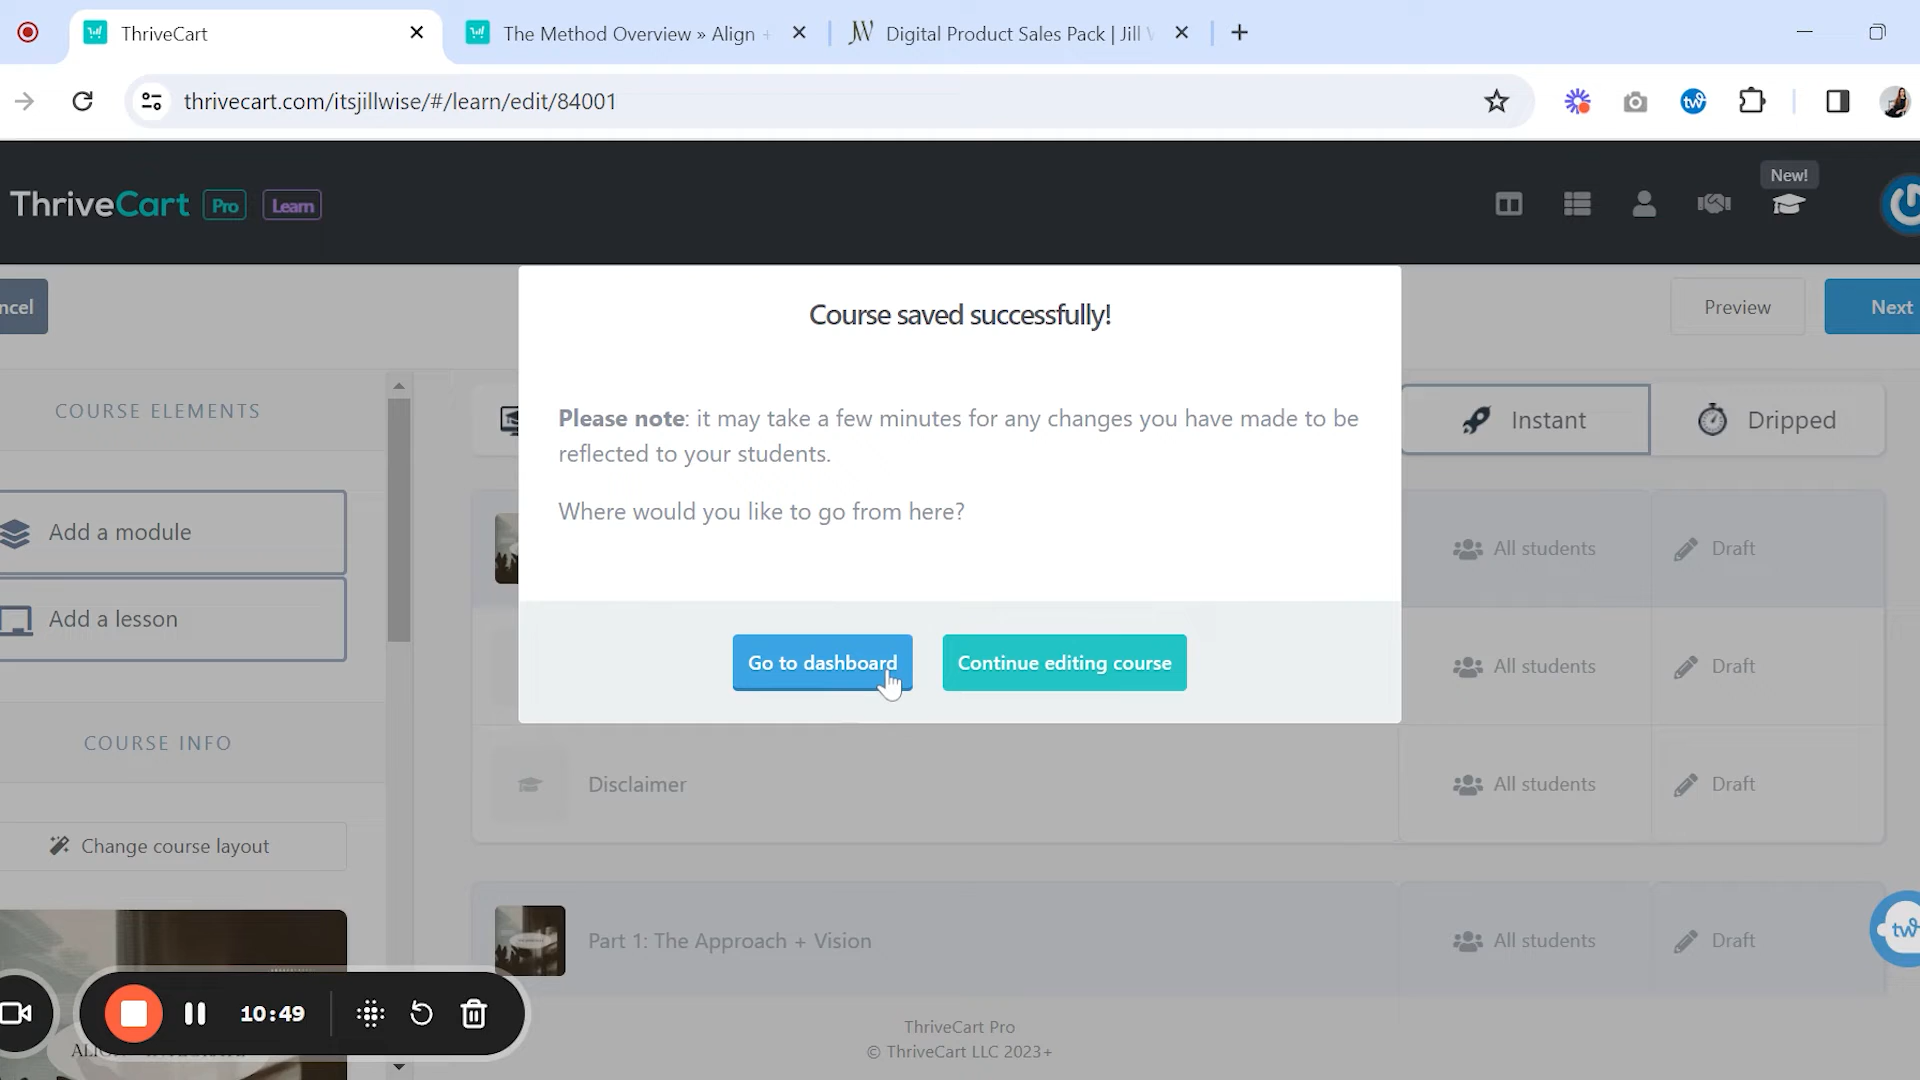 ThriveCart
The Method Overview » Align +
JW
Digital Product Sales Pack | Jill W
thrivecart.com/itsjillwise/#/learn/edit/84001
tw
ThriveCart
Pro
Learn
New!
ncel
Course saved successfully!
Preview
Next
COURSE ELEMENTS
Please note: it may take a few minutes for any changes you have made to be
reflected to your students.
Where would you like to go from here?
Instant
Dripped
Add a module
All students
Draft
Add a lesson
Go to dashboard
Continue editing course
All students
Draft
COURSE INFO
Disclaimer
All students
Draft
Change course layout
Part 1: The Approach + Vision
All students
Draft
tw
10:49
ThriveCart Pro
© ThriveCart LLC 2023+